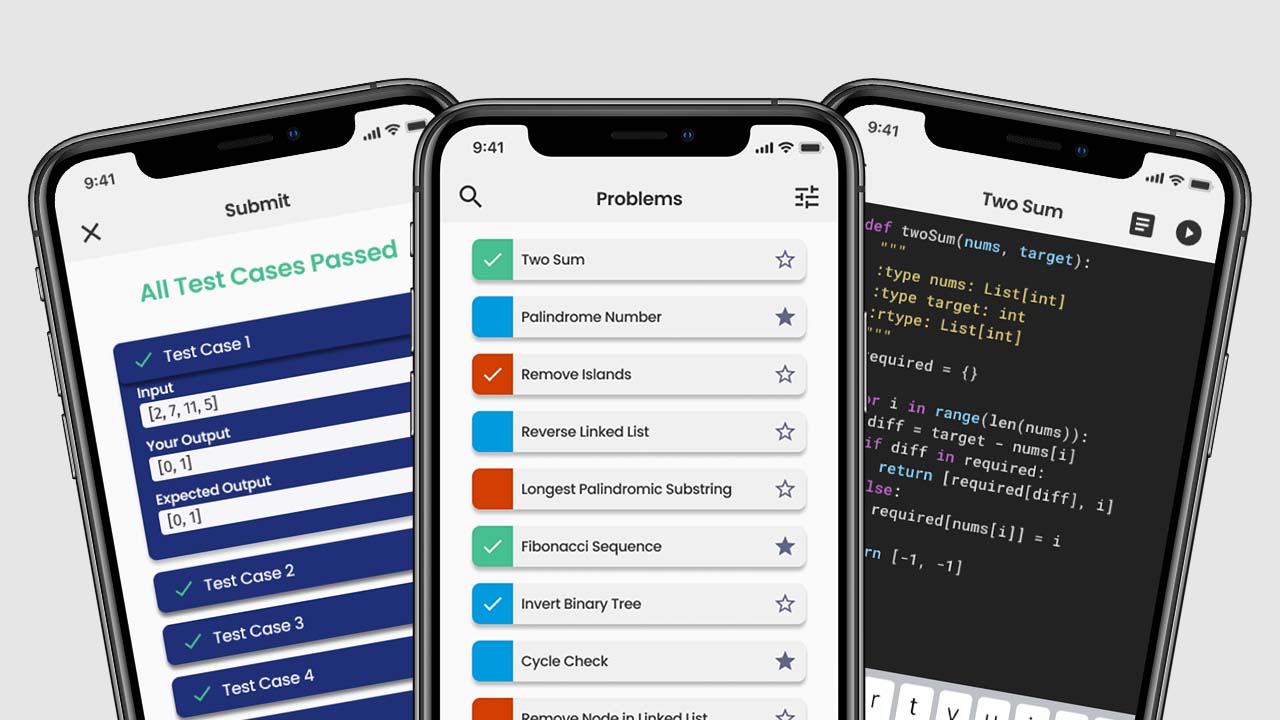 9:41
Submit
All Test Cases Passed
Test Case 1
Input
[2, 7, 11, 5]
Your Output
[0, 1]
Expected Output
[0, 1]
Test Case 2
Test Case 3
Test Case 4
9:41
Problems
Two Sum
Palindrome Number
Remove Islands
Reverse Linked List
Longest Palindromic Substring
Fibonacci Sequence
Invert Binary Tree
Cycle Check
Remove Node in Linked List
9:41
Two Sum
def twoSum(nums, target):
"""
:type nums: List[int]
:type target: int
:rtype: List[int]
"""
equired = {}
or i in range(len(nums)):
diff = target - nums[i]
if diff in required:
return [required[diff], i]
lse:
required[nums[i]] = i
rn [-1, -1]
r t y u i